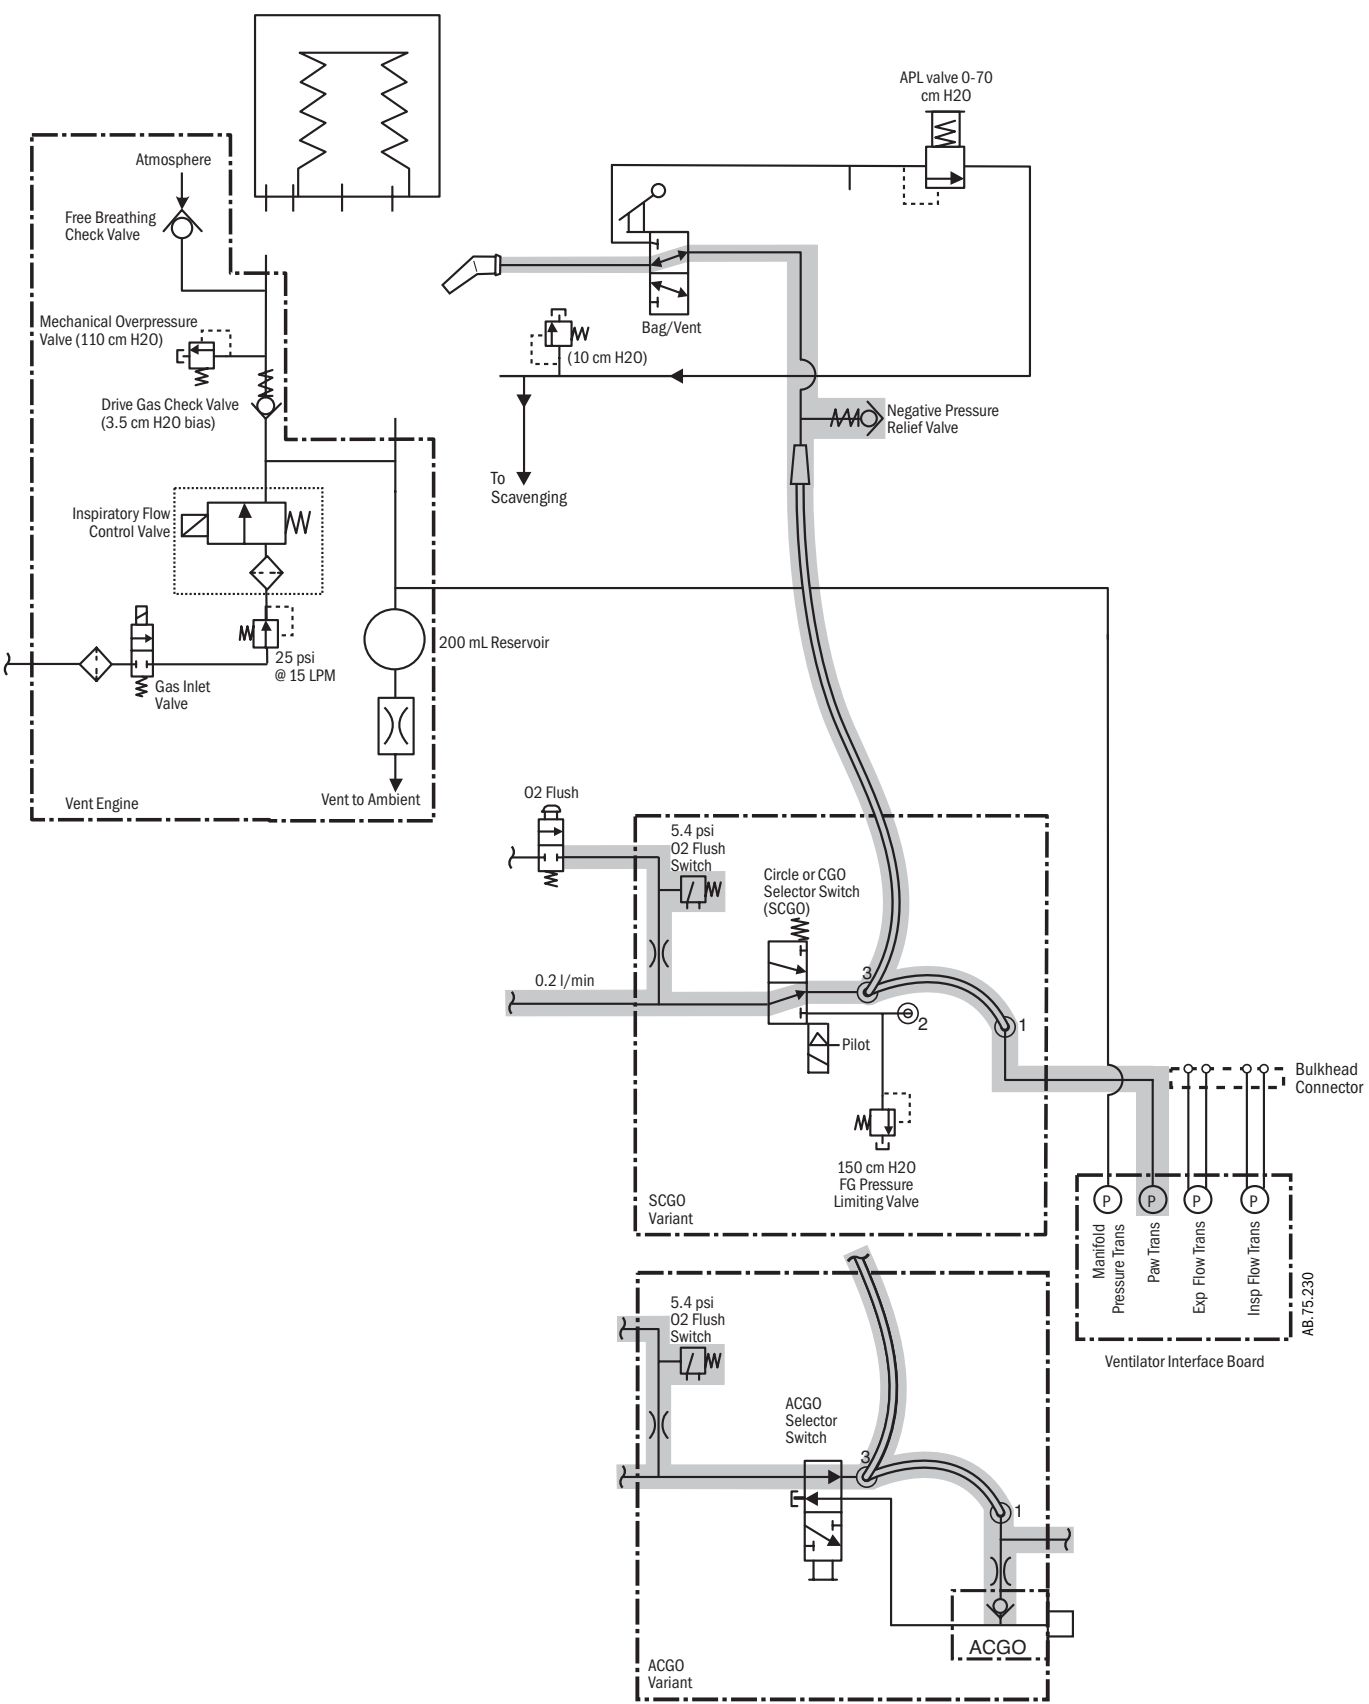 APL valve 0-70
cm H2O
Atmosphere
Free Breathing
Check Valve
Mechanical Overpressure
Valve (110 cm H2O)
Bag/Vent
(10 cm H2O)
Drive Gas Check Valve
(3.5 cm H2O bias)
Negative Pressure
Relief Valve
To
Scavenging
Inspiratory Flow
Control Valve
200 mL Reservoir
25 psi
@ 15 LPM
Gas Inlet
Valve
Vent Engine
Vent to Ambient
O2 Flush
5.4 psi
O2 Flush
Switch
Circle or CGO
Selector Switch
(SCGO)
0.2 l/min
3
2
1
Pilot
Bulkhead
Connector
150 cm H2O
FG Pressure
Limiting Valve
SCGO
Variant
P
P
P
P
Manifold
Pressure Trans
Paw Trans
Exp Flow Trans
Insp Flow Trans
AB.75.230
Ventilator Interface Board
5.4 psi
O2 Flush
Switch
ACGO
Selector
Switch
3
1
ACGO
ACGO
Variant